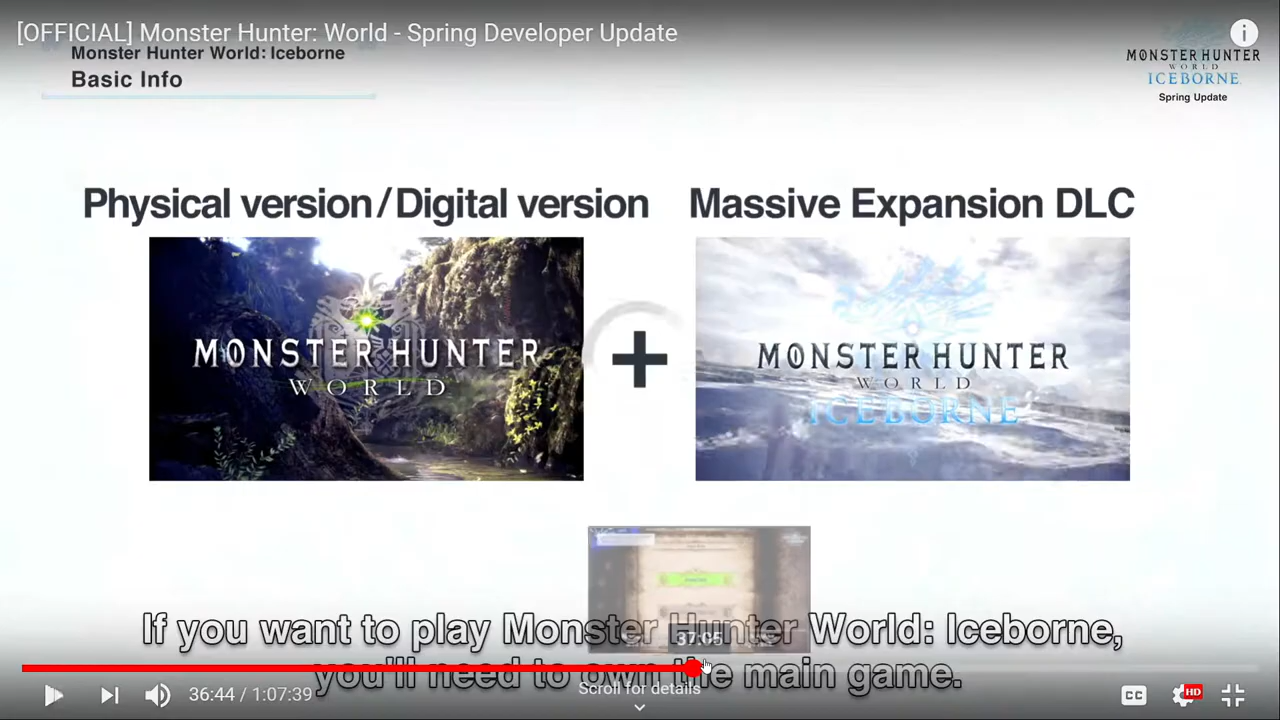 [OFFICIAL] Monster Hunter: World - Spring Developer Update
Monster Hunter World: Iceborne
Basic Info
i
MONSTER HUNTER
WORLD
ICEBORNE
Spring Update
Physical version/Digital version
Massive Expansion DLC
MONSTER HUNTER
WORLD
+
MONSTER HUNTER
WORLD
ICEBORNE
If you want to play Monster Hunter World: Iceborne,
37:05
you'll need to own the main game.
36:44 / 1:07:39
Scroll for details
CC
HD